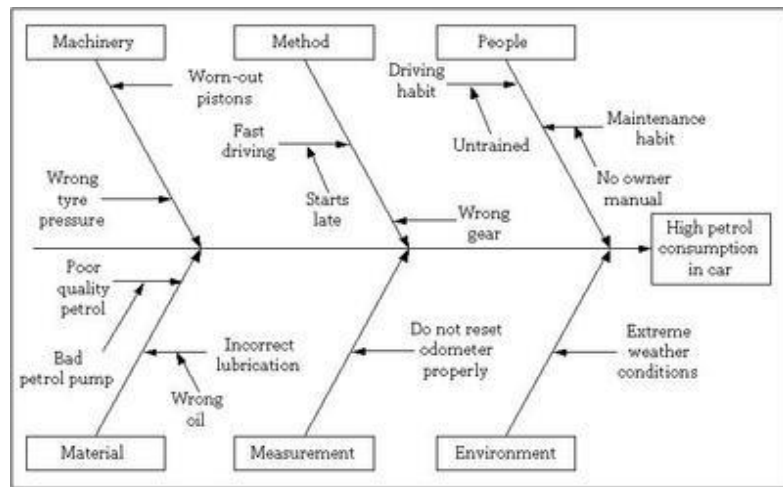 Machinery
Method
People
Worn-out
pistons
Wrong
tyre
pressure
Fast
driving
Starts
late
Wrong
gear
Driving
habit
Untrained
Maintenance
habit
No owner
manual
High petrol
consumption
in car
Poor
quality
petrol
Bad
petrol pump
Incorrect
lubrication
Wrong
oil
Do not reset
odometer
properly
Extreme
weather
conditions
Material
Measurement
Environment